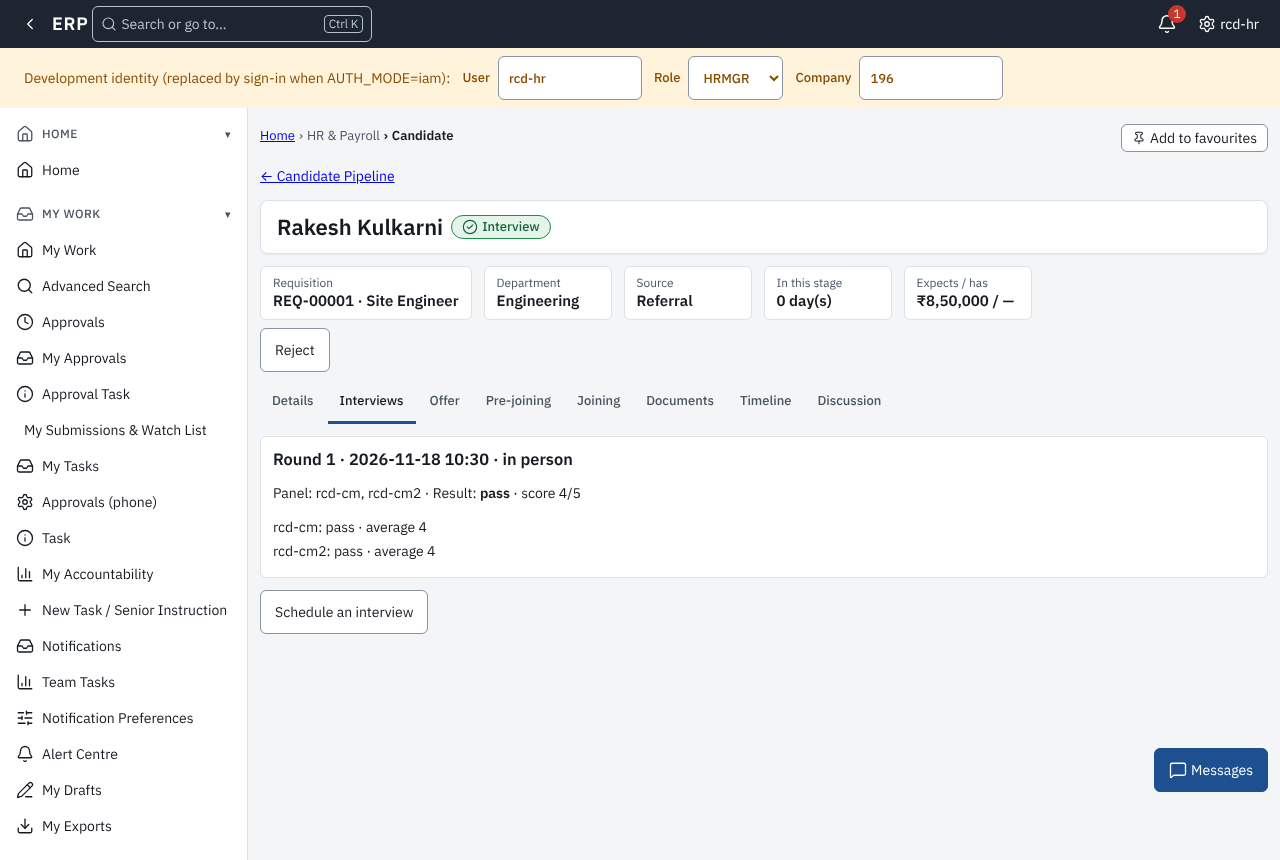 ERP
Search or go to...
Ctrl K
1
rcd-hr
Development identity (replaced by sign-in when AUTH_MODE=iam):
User
rcd-hr
Role
HRMGR
Company
196
HOME
Home
MY WORK
My Work
Advanced Search
Approvals
My Approvals
Approval Task
My Submissions & Watch List
My Tasks
Approvals (phone)
Task
My Accountability
New Task / Senior Instruction
Notifications
Team Tasks
Notification Preferences
Alert Centre
My Drafts
My Exports
Home › HR & Payroll › Candidate
Add to favourites
← Candidate Pipeline
Rakesh Kulkarni
Interview
Requisition
REQ-00001 · Site Engineer
Department
Engineering
Source
Referral
In this stage
0 day(s)
Expects / has
₹8,50,000 / —
Reject
Details
Interviews
Offer
Pre-joining
Joining
Documents
Timeline
Discussion
Round 1 · 2026-11-18 10:30 · in person
Panel: rcd-cm, rcd-cm2 · Result: pass · score 4/5
rcd-cm: pass · average 4
rcd-cm2: pass · average 4
Schedule an interview
Messages